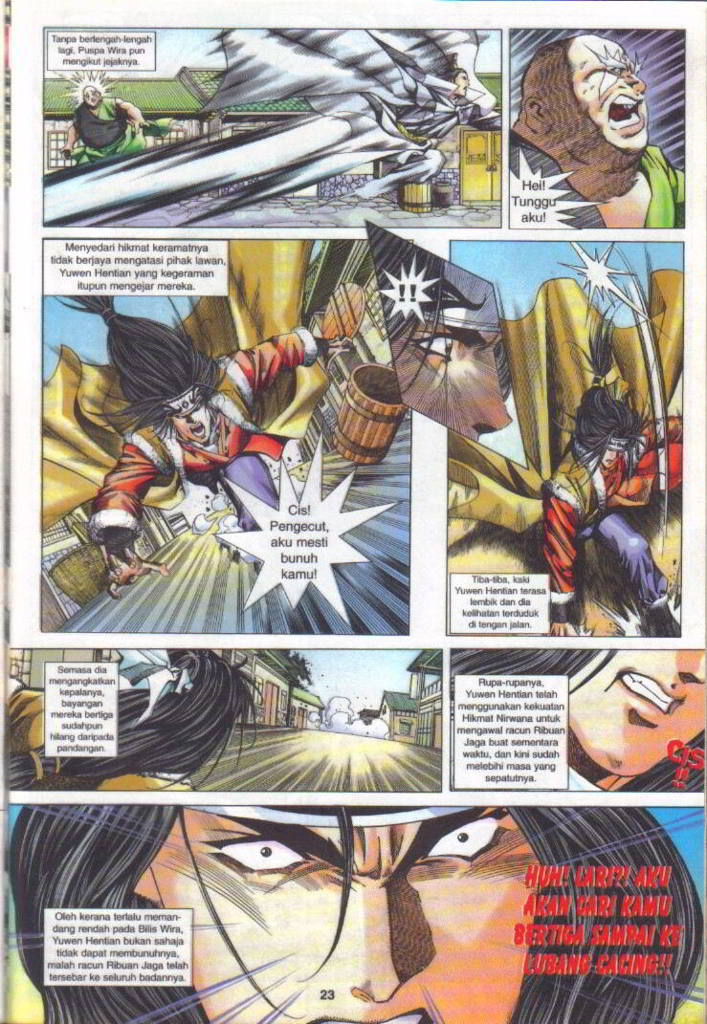 Tanpa berlengah-lengah
lagi, Puspa Wira pun
mengikut jejaknya.
Hei!
Tunggu
aku!
Menyedari hikmat keramatnya
tidak berjaya mengatasi pihak lawan,
Yuwen Hentian yang kegeraman
itupun mengejar mereka.
!!
Cis!
Pengecut,
aku mesti
bunuh
kamu!
Tiba-tiba, kaki
Yuwen Hentian terasa
lembik dan dia
kelihatan terduduk
di tengan jalan.
Semasa dia
mengangkatkan
kepalanya,
bayangan
mereka bertiga
sudahpun
hilang daripada
pandangan.
Rupa-rupanya,
Yuwen Hentian telah
menggunakan kekuatan
Hikmat Nirwana untuk
mengawal racun Ribuan
Jaga buat sementara
waktu, dan kini sudah
melebihi masa yang
sepatutnya.
CIS
!!
HUH! LARI?! AKU
AKAN CARI KAMU
BERTIGA SAMPAI KE
LUBANG CACING!!
Oleh kerana terlalu meman-
dang rendah pada Bilis Wira,
Yuwen Hentian bukan sahaja
tidak dapat membunuhnya,
malah racun Ribuan Jaga telah
tersebar ke seluruh badannya.
23